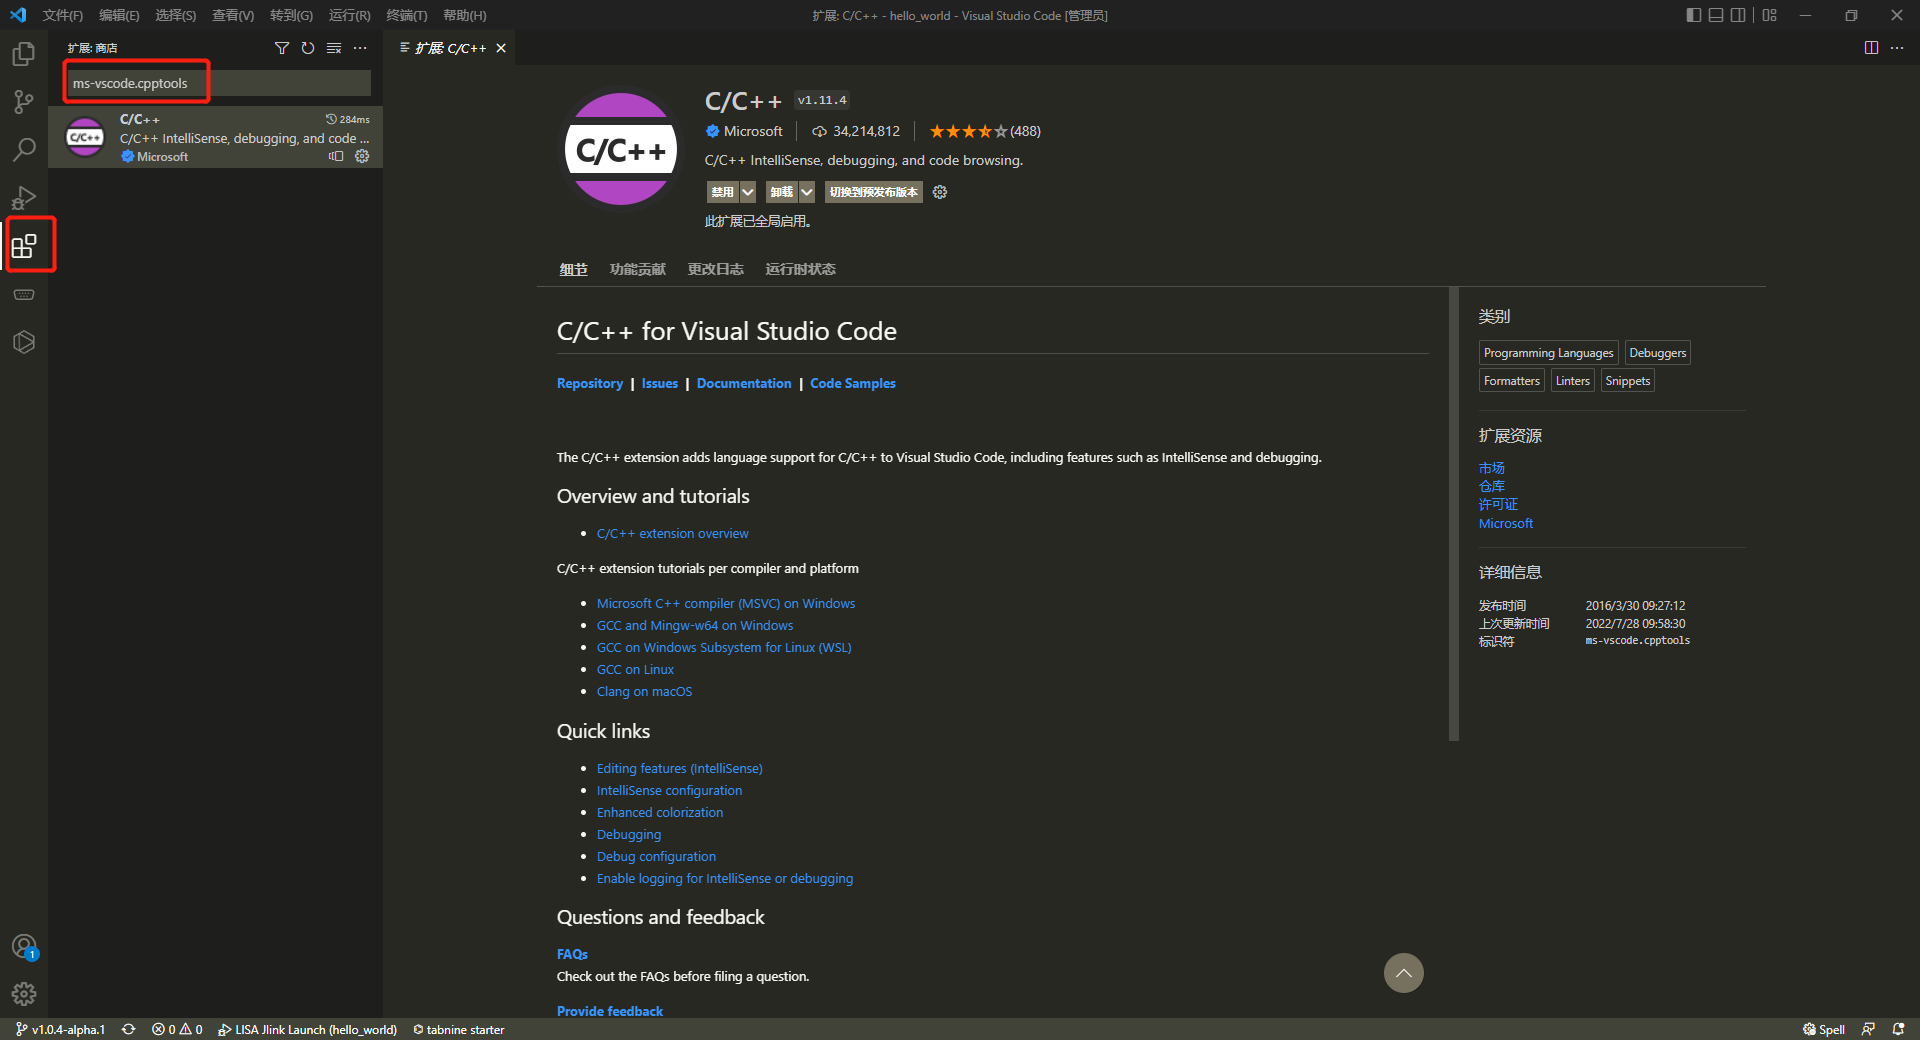 文件(F) 编辑(E) 选择(S) 查看(V) 转到(G) 运行(R) 终端(T) 帮助(H)
扩展: C/C++ - hello_world - Visual Studio Code [管理员]
扩展: 商店
ms-vscode.cpptools
C/C++ 284ms
C/C++ IntelliSense, debugging, and code ...
Microsoft
扩展: C/C++
C/C++
C/C++
C/C++ v1.11.4
Microsoft 34,214,812 (488)
C/C++ IntelliSense, debugging, and code browsing.
禁用 卸载 切换到预发布版本
此扩展已全局启用。
细节 功能贡献 更改日志 运行时状态
C/C++ for Visual Studio Code
Repository | Issues | Documentation | Code Samples
The C/C++ extension adds language support for C/C++ to Visual Studio Code, including features such as IntelliSense and debugging.
Overview and tutorials
C/C++ extension overview
C/C++ extension tutorials per compiler and platform
Microsoft C++ compiler (MSVC) on Windows
GCC and Mingw-w64 on Windows
GCC on Windows Subsystem for Linux (WSL)
GCC on Linux
Clang on macOS
Quick links
Editing features (IntelliSense)
IntelliSense configuration
Enhanced colorization
Debugging
Debug configuration
Enable logging for IntelliSense or debugging
Questions and feedback
FAQs
Check out the FAQs before filing a question.
Provide feedback
类别
Programming Languages Debuggers
Formatters Linters Snippets
扩展资源
市场
仓库
许可证
Microsoft
详细信息
发布时间 2016/3/30 09:27:12
上次更新时间 2022/7/28 09:58:30
标识符 ms-vscode.cpptools
1
v1.0.4-alpha.1 0 0 LISA Jlink Launch (hello_world) tabnine starter Spell